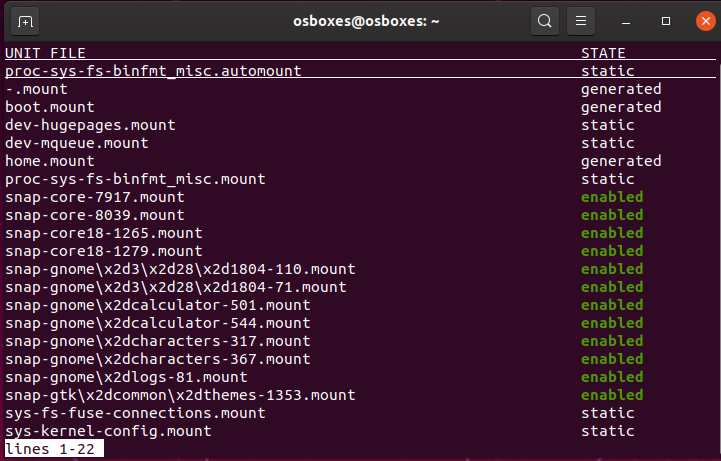 osboxes@osboxes: ~
UNIT FILE STATE
proc-sys-fs-binfmt_misc.automount static
-.mount generated
boot.mount generated
dev-hugepages.mount static
dev-mqueue.mount static
home.mount generated
proc-sys-fs-binfmt_misc.mount static
snap-core-7917.mount enabled
snap-core-8039.mount enabled
snap-core18-1265.mount enabled
snap-core18-1279.mount enabled
snap-gnome\x2d3\x2d28\x2d1804-110.mount enabled
snap-gnome\x2d3\x2d28\x2d1804-71.mount enabled
snap-gnome\x2dcalculator-501.mount enabled
snap-gnome\x2dcalculator-544.mount enabled
snap-gnome\x2dcharacters-317.mount enabled
snap-gnome\x2dcharacters-367.mount enabled
snap-gnome\x2dlogs-81.mount enabled
snap-gtk\x2dcommon\x2dthemes-1353.mount enabled
sys-fs-fuse-connections.mount static
sys-kernel-config.mount static
lines 1-22